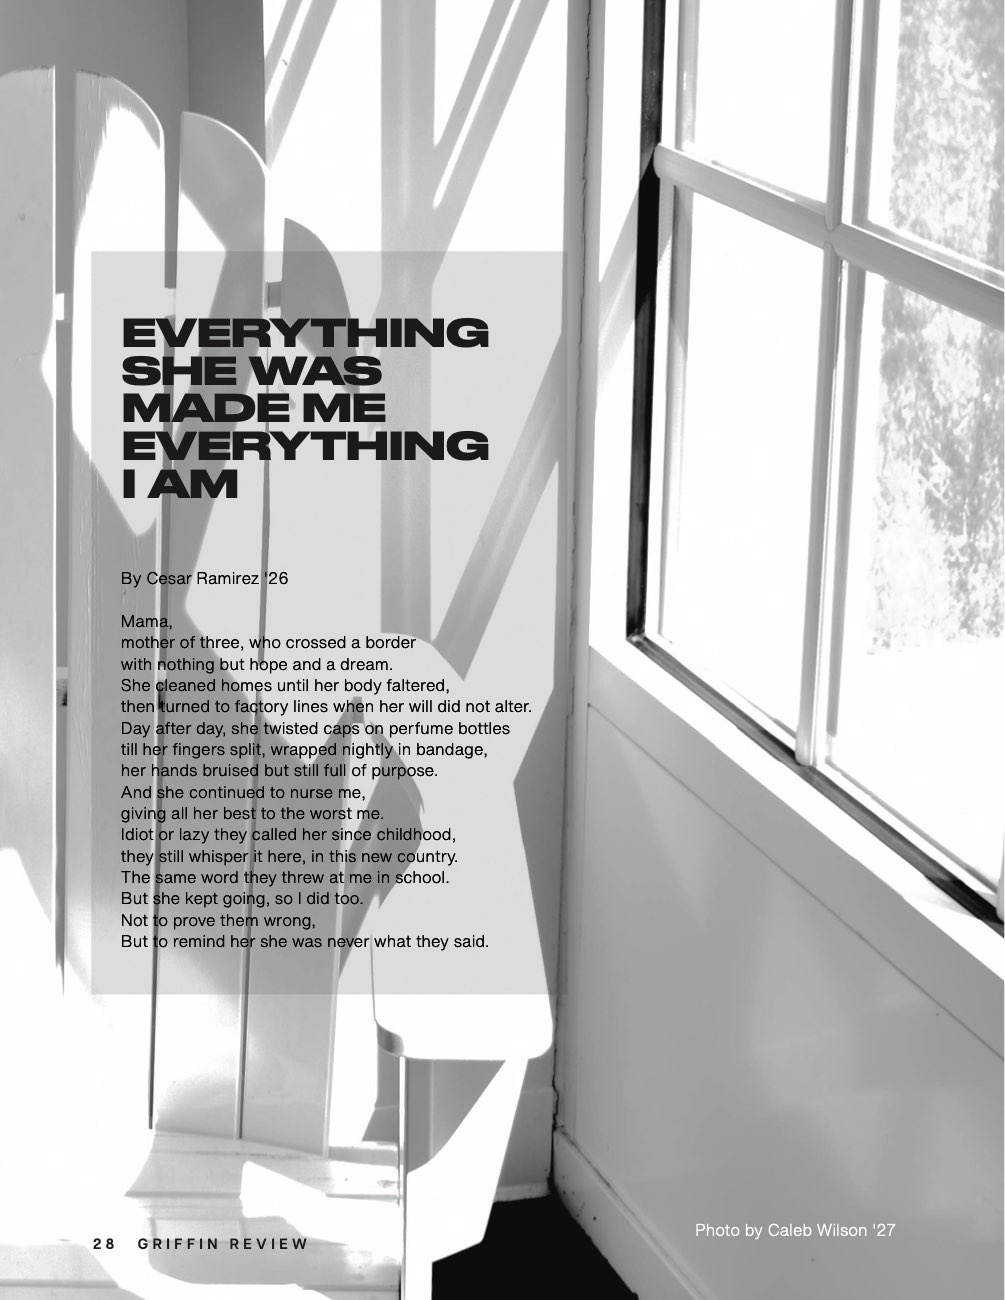 EVERYTHING
SHE WAS
MADE ME
EVERYTHING
I AM
By Cesar Ramirez '26
Mama,
mother of three, who crossed a border
with nothing but hope and a dream.
She cleaned homes until her body faltered,
then turned to factory lines when her will did not alter.
Day after day, she twisted caps on perfume bottles
till her fingers split, wrapped nightly in bandage,
her hands bruised but still full of purpose.
And she continued to nurse me,
giving all her best to the worst me.
Idiot or lazy they called her since childhood,
they still whisper it here, in this new country.
The same word they threw at me in school.
But she kept going, so I did too.
Not to prove them wrong,
But to remind her she was never what they said.
Photo by Caleb Wilson '27
28 GRIFFIN REVIEW